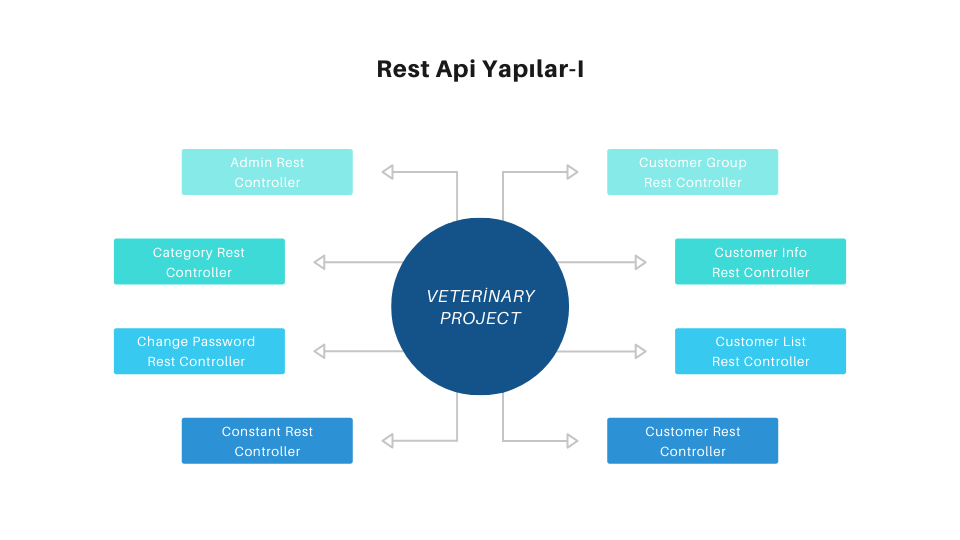 Rest Api Yapılar-I
Admin Rest
Controller
Customer Group
Rest Controller
Category Rest
Controller
Customer Info
Rest Controller
VETERİNARY
PROJECT
Change Password
Rest Controller
Customer List
Rest Controller
Constant Rest
Controller
Customer Rest
Controller